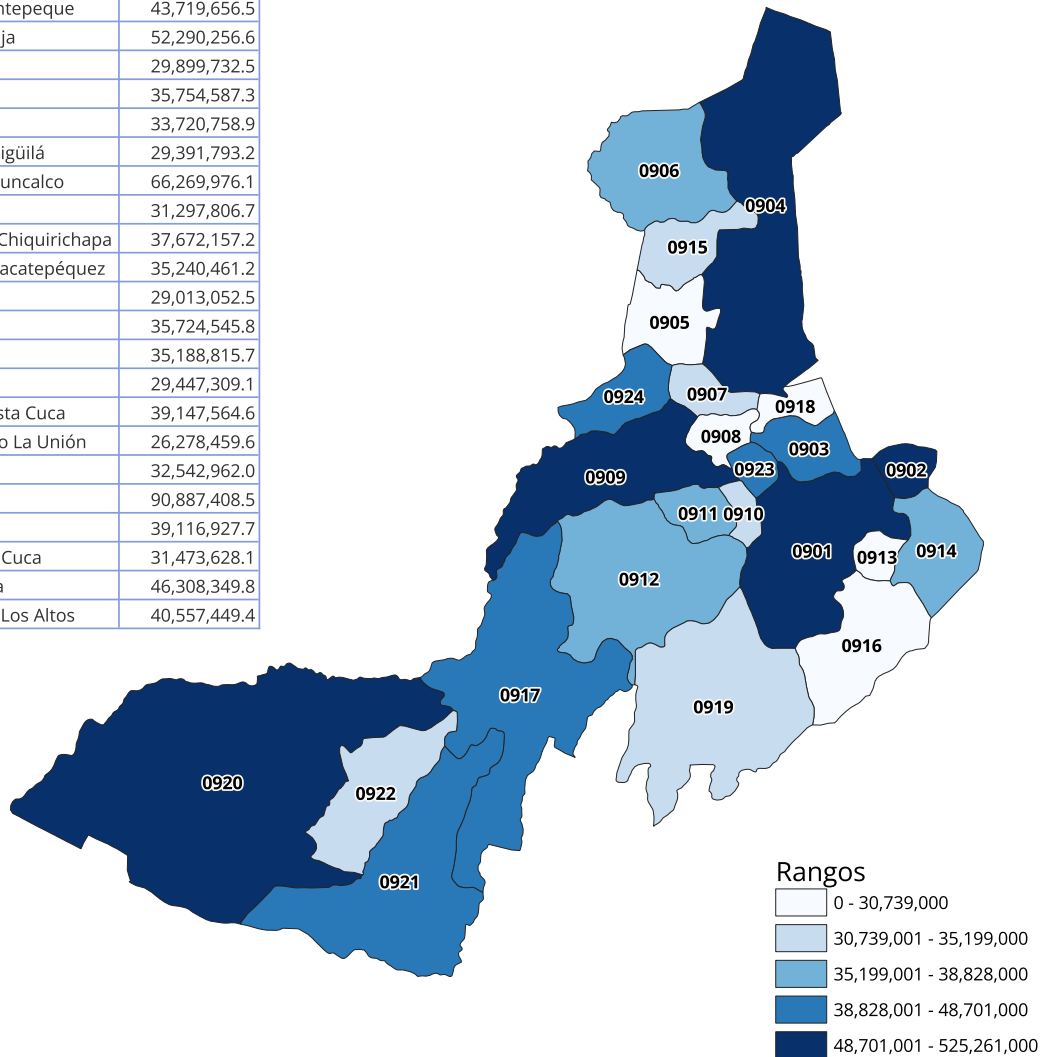 ntepeque 43,719,656.5
ja 52,290,256.6
29,899,732.5
35,754,587.3
33,720,758.9
igüilá 29,391,793.2
uncalco 66,269,976.1
31,297,806.7
Chiquirichapa 37,672,157.2
acatepéquez 35,240,461.2
29,013,052.5
35,724,545.8
35,188,815.7
29,447,309.1
sta Cuca 39,147,564.6
o La Unión 26,278,459.6
32,542,962.0
90,887,408.5
39,116,927.7
Cuca 31,473,628.1
a 46,308,349.8
Los Altos 40,557,449.4
0906
0904
0915
0905
0924
0907
0918
0908
0903
0909
0923
0902
0911
0910
0901
0913
0914
0912
0916
0917
0919
0920
0922
0921
Rangos
0 - 30,739,000
30,739,001 - 35,199,000
35,199,001 - 38,828,000
38,828,001 - 48,701,000
48,701,001 - 525,261,000